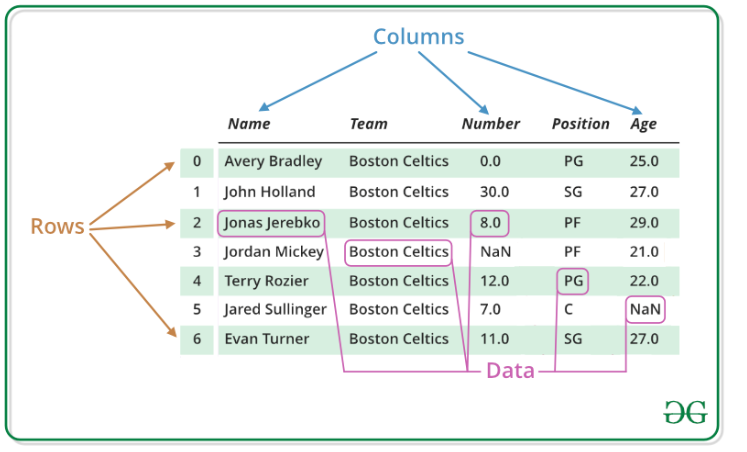 Columns
Name Team Number Position Age
0 Avery Bradley Boston Celtics 0.0 PG 25.0
1 John Holland Boston Celtics 30.0 SG 27.0
Rows
2 Jonas Jerebko Boston Celtics 8.0 PF 29.0
3 Jordan Mickey Boston Celtics NaN PF 21.0
4 Terry Rozier Boston Celtics 12.0 PG 22.0
5 Jared Sullinger Boston Celtics 7.0 C NaN
6 Evan Turner Boston Celtics 11.0 SG 27.0
Data